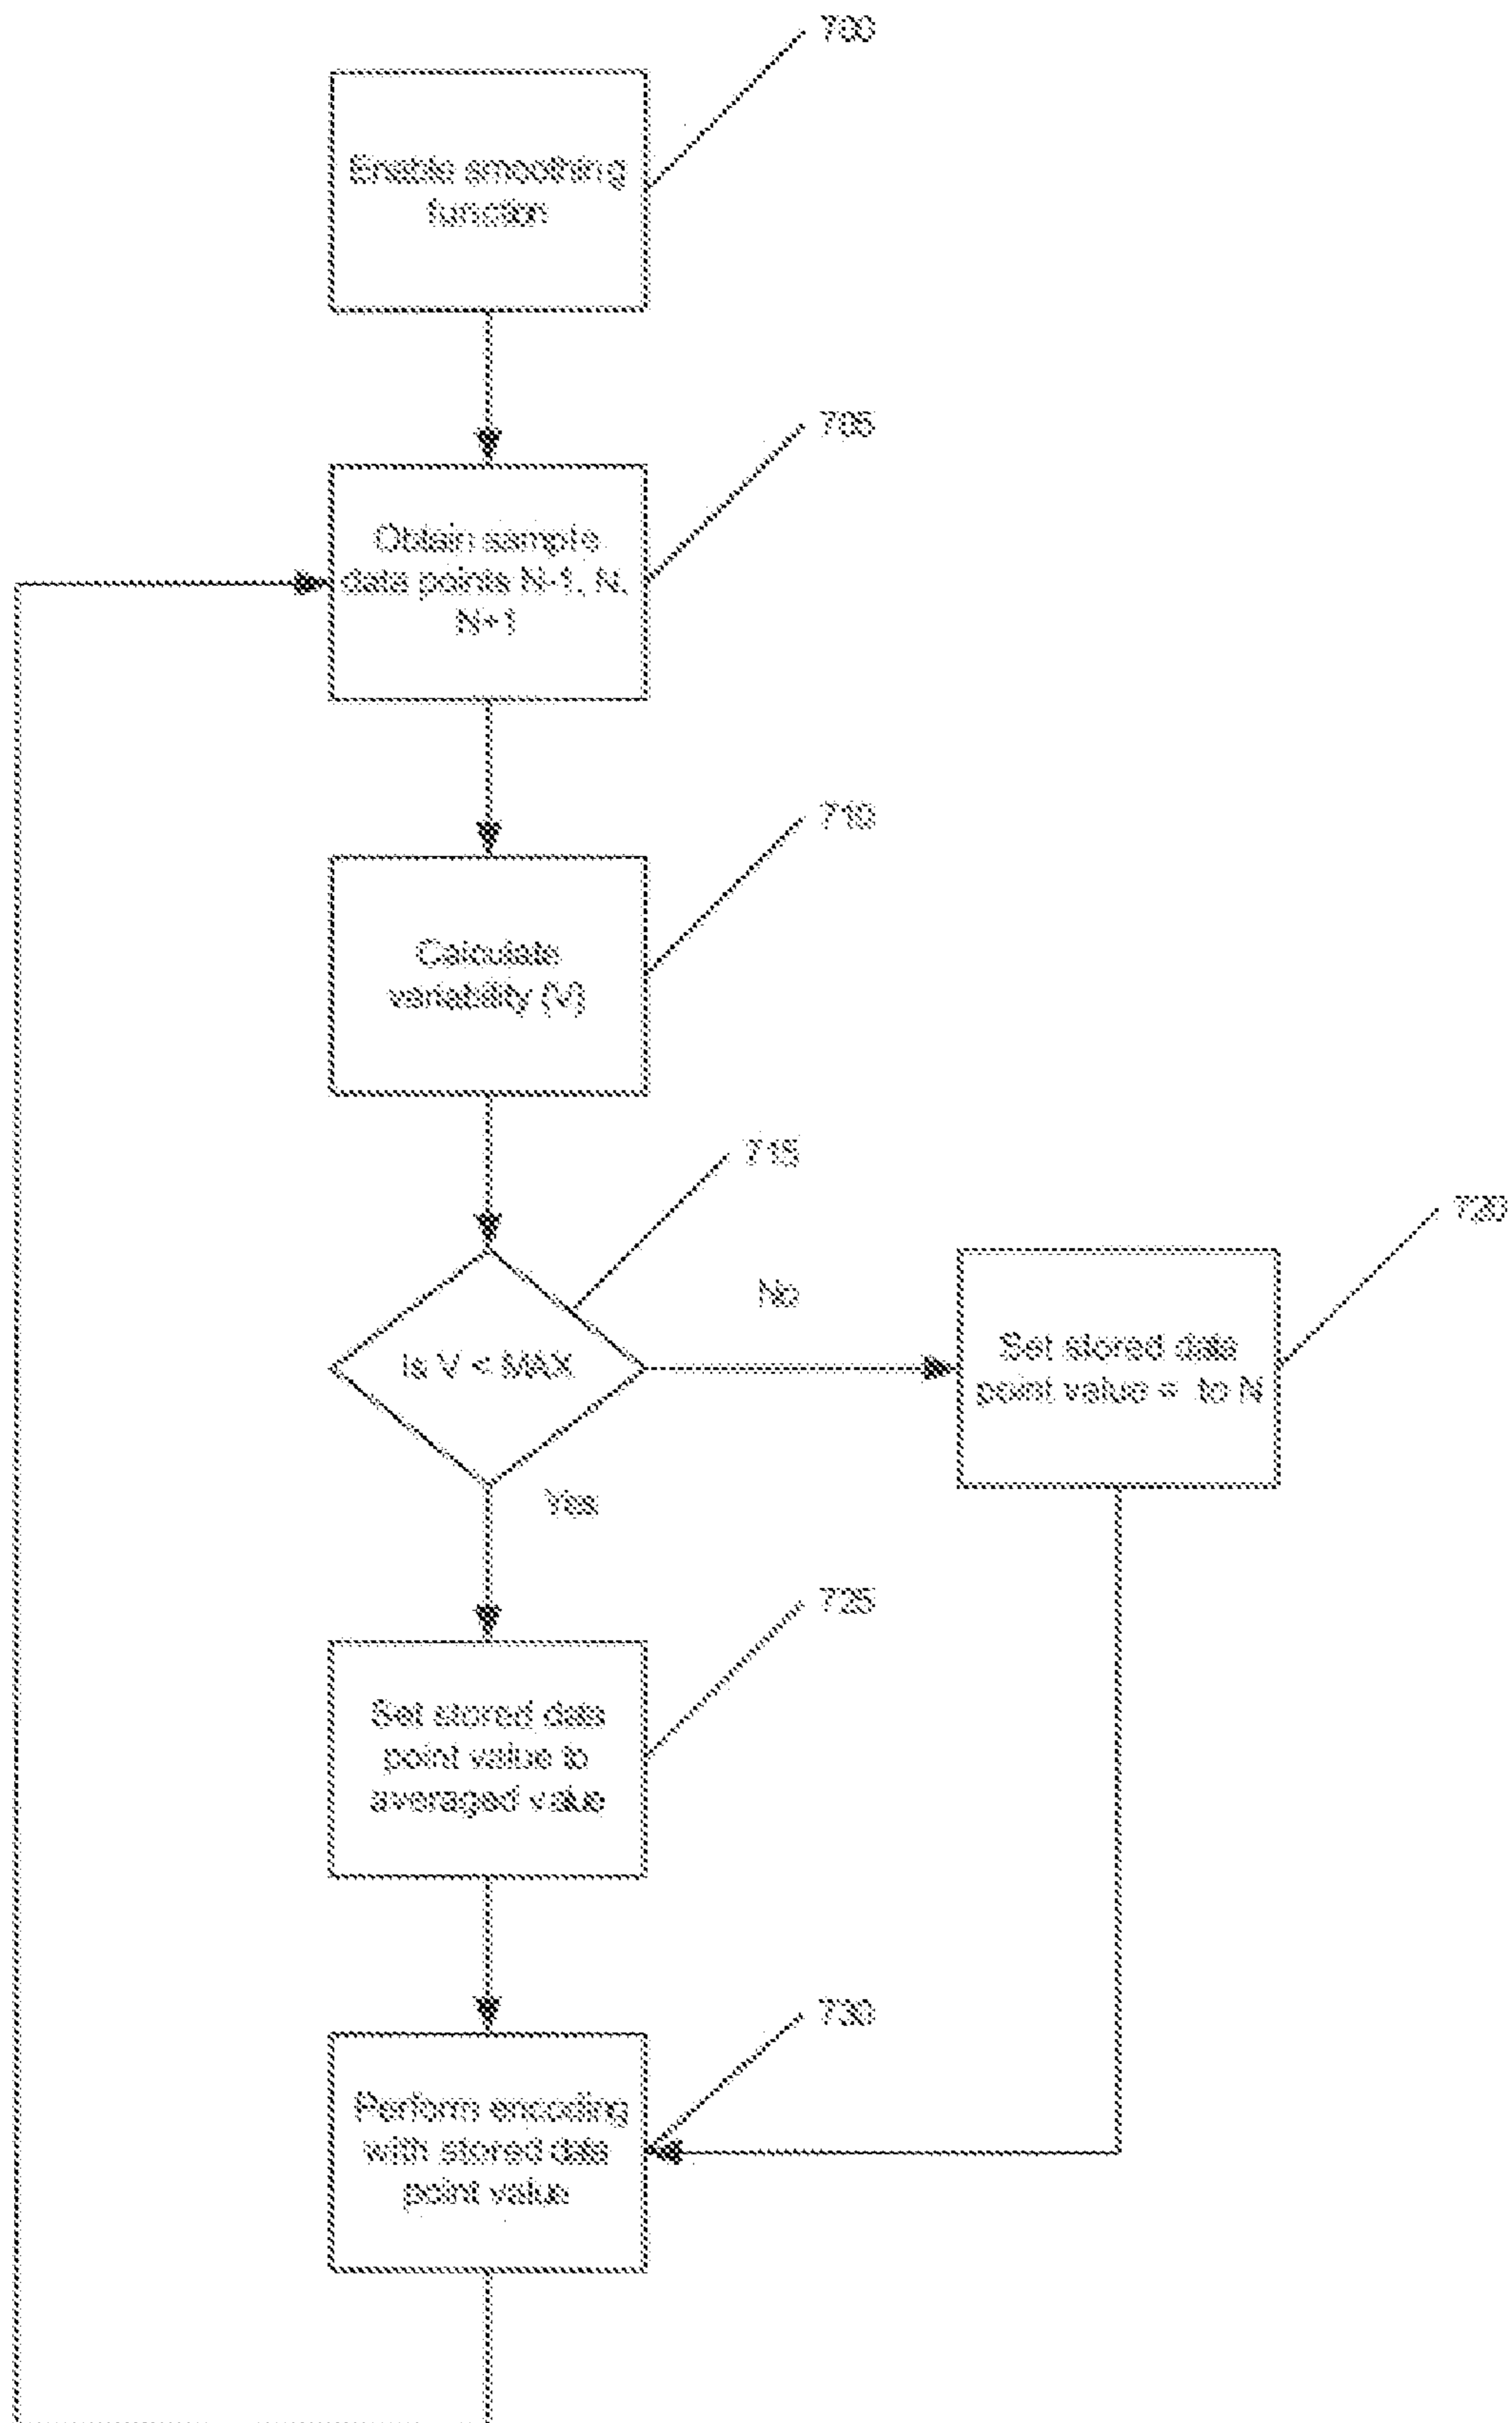 700
Enable smoothing
function
705
Obtain sample
data points N-1, N,
N+1
710
Calculate
variability (V)
715
720
No
Is V < MAX
Set stored data
point value = to N
Yes
725
Set stored data
point value to
averaged value
730
Perform encoding
with stored data
point value